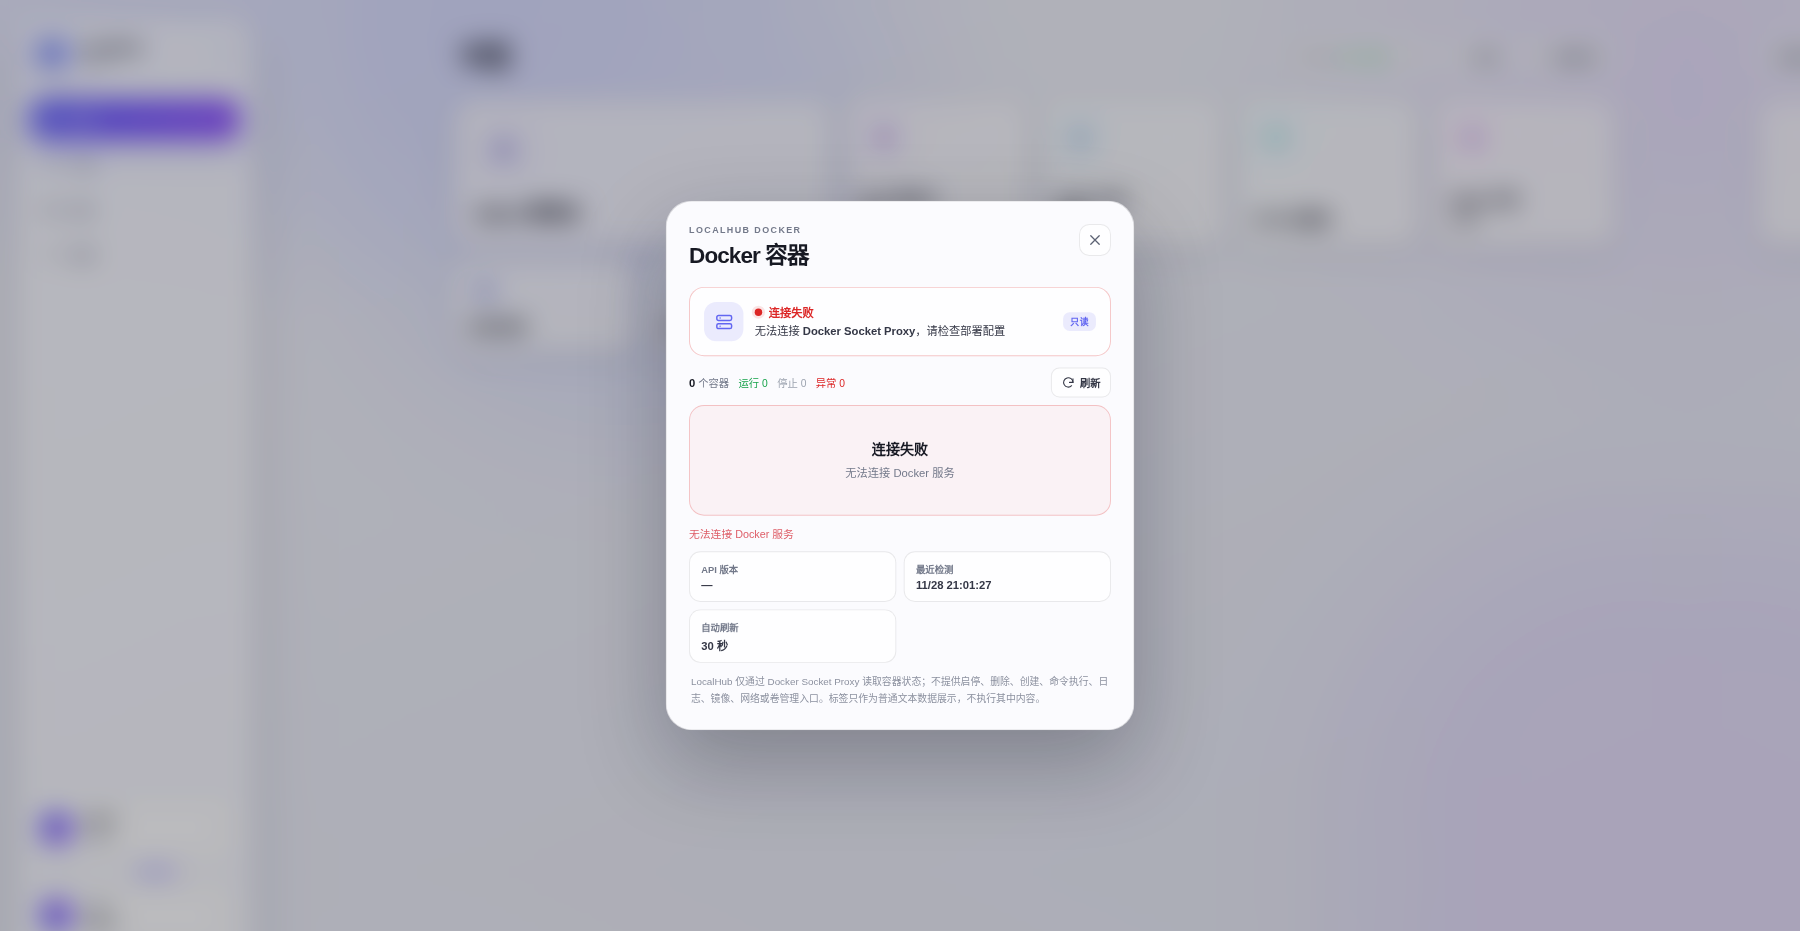 LOCALHUB DOCKER
Docker 容器
连接失败
无法连接 Docker Socket Proxy，请检查部署配置
只读
0 个容器 运行 0 停止 0 异常 0
刷新
连接失败
无法连接 Docker 服务
无法连接 Docker 服务
API 版本
—
最近检测
11/28 21:01:27
自动刷新
30 秒
LocalHub 仅通过 Docker Socket Proxy 读取容器状态；不提供启停、删除、创建、命令执行、日
志、镜像、网络或卷管理入口。标签只作为普通文本数据展示，不执行其中内容。